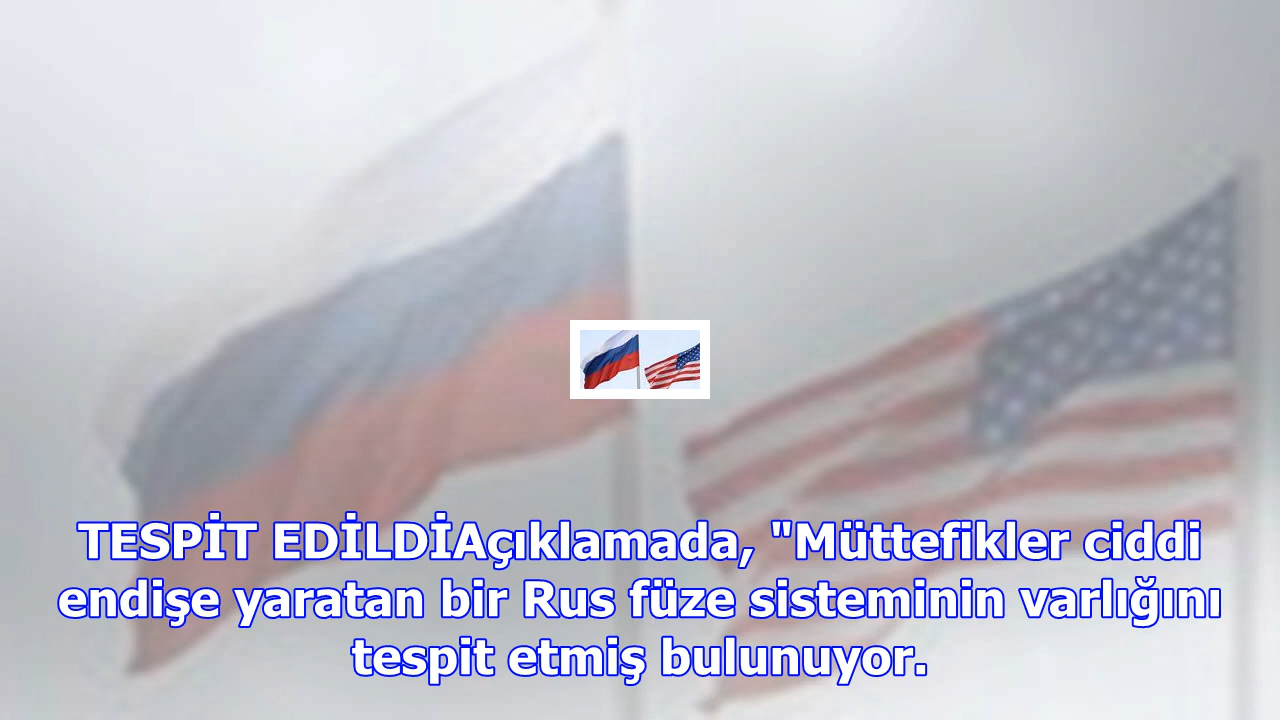 TESPİT EDİLDİAçıklamada, "Müttefikler ciddi
endişe yaratan bir Rus füze sisteminin varlığını
tespit etmiş bulunuyor.